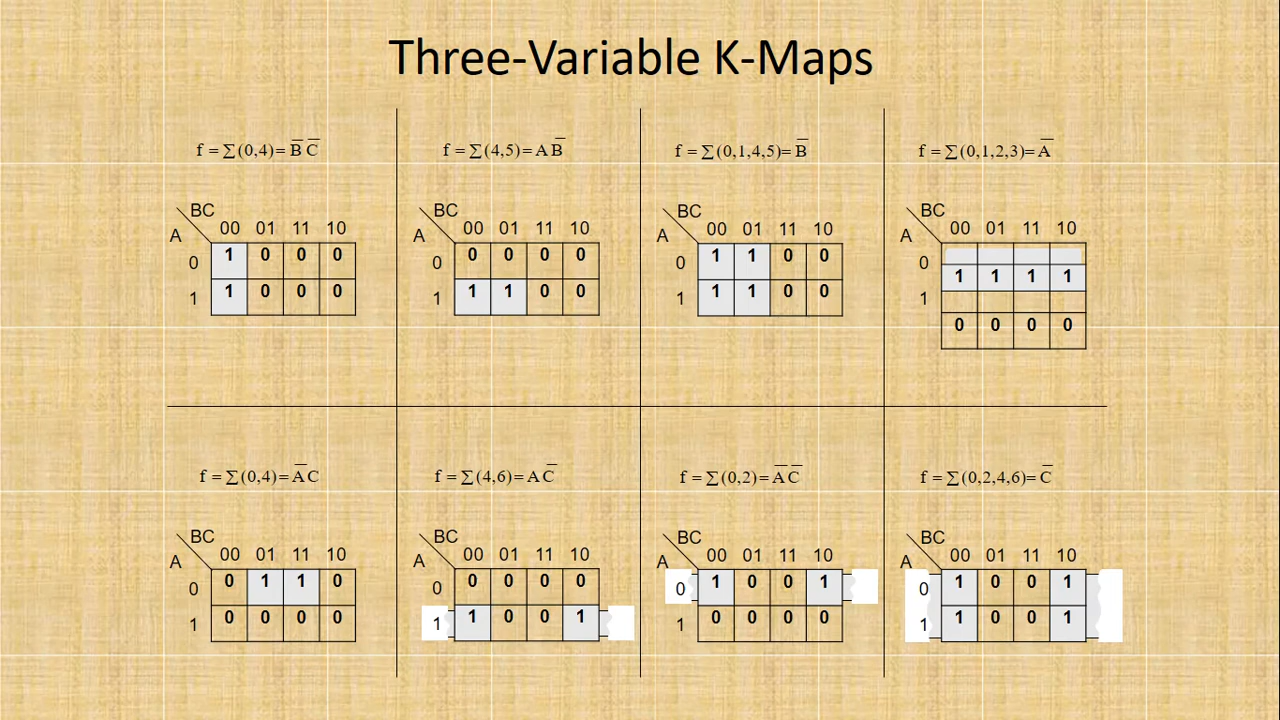 Three-Variable K-Maps
f = ∑(0,4)= B̅ C̅
BC
A
00 01 11 10
0 1 0 0 0
1 1 0 0 0
f = ∑(4,5)= A B̅
BC
A
00 01 11 10
0 0 0 0 0
1 1 1 0 0
f = ∑(0,1,4,5)= B̅
BC
A
00 01 11 10
0 1 1 0 0
1 1 1 0 0
f = ∑(0,1,2,3)= A̅
BC
A
00 01 11 10
0
1 1 1 1
1
0 0 0 0
f = ∑(0,4)= A̅ C
BC
A
00 01 11 10
0 0 1 1 0
1 0 0 0 0
f = ∑(4,6)= A C̅
BC
A
00 01 11 10
0 0 0 0 0
1 1 0 0 1
f = ∑(0,2)= A̅ C̅
BC
A
00 01 11 10
0 1 0 0 1
1 0 0 0 0
f = ∑(0,2,4,6)= C̅
BC
A
00 01 11 10
0 1 0 0 1
1 1 0 0 1